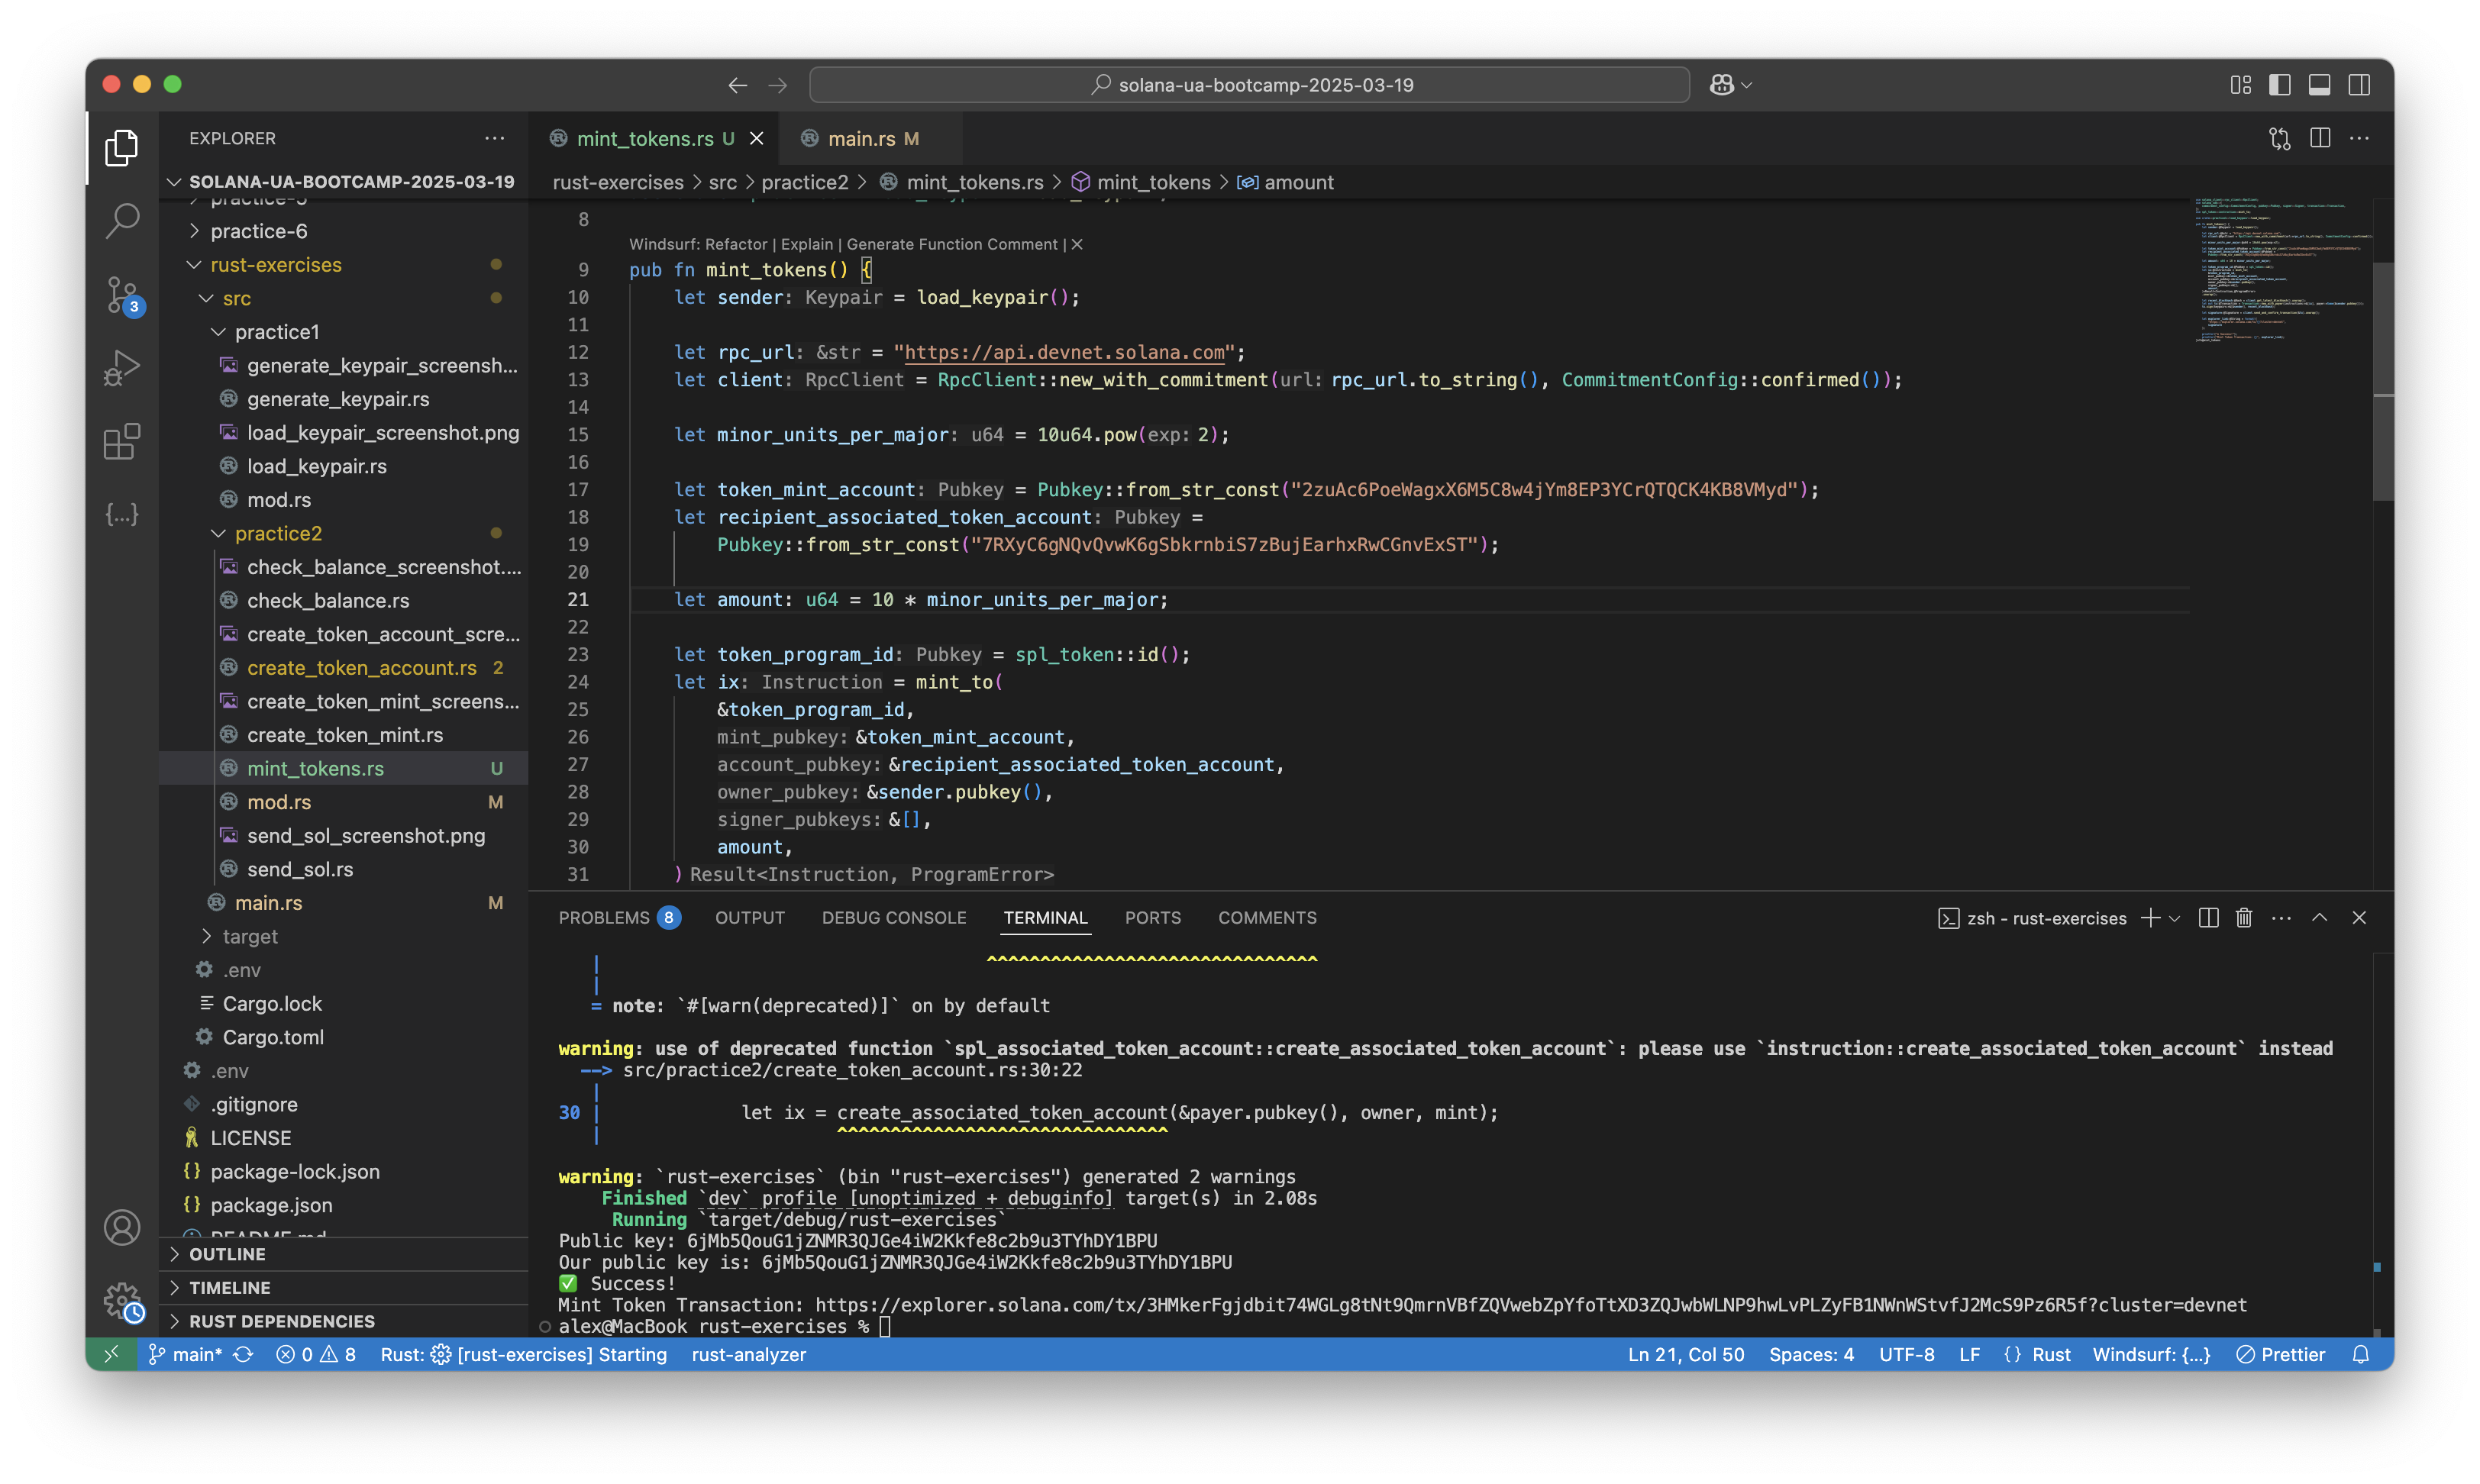 solana-ua-bootcamp-2025-03-19
EXPLORER
SOLANA-UA-BOOTCAMP-2025-03-19
practice-6
rust-exercises
src
practice1
generate_keypair_screensh...
generate_keypair.rs
load_keypair_screenshot.png
load_keypair.rs
mod.rs
practice2
check_balance_screenshot....
check_balance.rs
create_token_account_scre...
create_token_account.rs 2
create_token_mint_screens...
create_token_mint.rs
mint_tokens.rs U
mod.rs M
send_sol_screenshot.png
send_sol.rs
main.rs M
target
.env
Cargo.lock
Cargo.toml
.env
.gitignore
LICENSE
package-lock.json
package.json
README.md
OUTLINE
TIMELINE
RUST DEPENDENCIES
3
mint_tokens.rs U
main.rs M
rust-exercises > src > practice2 > mint_tokens.rs > mint_tokens > amount
8
Windsurf: Refactor | Explain | Generate Function Comment | ×
9 pub fn mint_tokens() {
10 let sender: Keypair = load_keypair();
11
12 let rpc_url: &str = "https://api.devnet.solana.com";
13 let client: RpcClient = RpcClient::new_with_commitment(url: rpc_url.to_string(), CommitmentConfig::confirmed());
14
15 let minor_units_per_major: u64 = 10u64.pow(exp: 2);
16
17 let token_mint_account: Pubkey = Pubkey::from_str_const("2zuAc6PoeWagxX6M5C8w4jYm8EP3YCrQTQCK4KB8VMyd");
18 let recipient_associated_token_account: Pubkey =
19 Pubkey::from_str_const("7RXyC6gNQvQvwK6gSbkrnbiS7zBujEarhxRwCGnvExST");
20
21 let amount: u64 = 10 * minor_units_per_major;
22
23 let token_program_id: Pubkey = spl_token::id();
24 let ix: Instruction = mint_to(
25 &token_program_id,
26 mint_pubkey: &token_mint_account,
27 account_pubkey: &recipient_associated_token_account,
28 owner_pubkey: &sender.pubkey(),
29 signer_pubkeys: &[],
30 amount,
31 ) Result<Instruction, ProgramError>
PROBLEMS 8 OUTPUT DEBUG CONSOLE TERMINAL PORTS COMMENTS
zsh - rust-exercises
= note: `#[warn(deprecated)]` on by default
warning: use of deprecated function `spl_associated_token_account::create_associated_token_account`: please use `instruction::create_associated_token_account` instead
--> src/practice2/create_token_account.rs:30:22
30 | let ix = create_associated_token_account(&payer.pubkey(), owner, mint);
warning: `rust-exercises` (bin "rust-exercises") generated 2 warnings
Finished `dev` profile [unoptimized + debuginfo] target(s) in 2.08s
Running `target/debug/rust-exercises`
Public key: 6jMb5QouG1jZNMR3QJGe4iW2Kkfe8c2b9u3TYhDY1BPU
Our public key is: 6jMb5QouG1jZNMR3QJGe4iW2Kkfe8c2b9u3TYhDY1BPU
✅ Success!
Mint Token Transaction: https://explorer.solana.com/tx/3HMkerFgjdbit74WGLg8tNt9QmrnVBfZQVwebZpYfoTtXD3ZQJwbWLNP9hwLvPLZyFB1NWnWStvfJ2McS9Pz6R5f?cluster=devnet
alex@MacBook rust-exercises %
main* 0 8 Rust: [rust-exercises] Starting rust-analyzer Ln 21, Col 50 Spaces: 4 UTF-8 LF {} Rust Windsurf: {...} Prettier